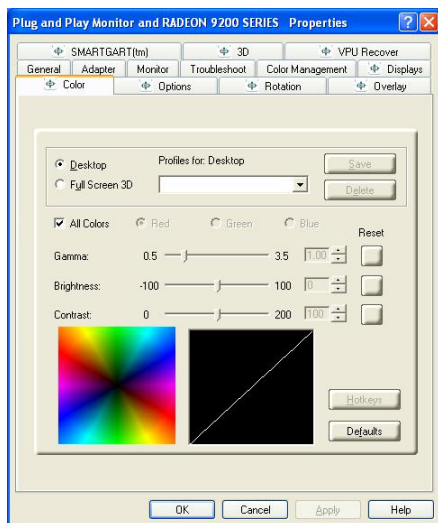 Plug and Play Monitor and RADEON 9200 SERIES Properties
SMARTGART(tm) 3D VPU Recover
General Adapter Monitor Troubleshoot Color Management Displays
Color Options Rotation Overlay
Desktop Profiles for: Desktop Save
Full Screen 3D Delete
All Colors Red Green Blue
Reset
Gamma: 0.5 3.5 1.00
Brightness: -100 100 0
Contrast: 0 200 100
Hotkeys
Defaults
OK Cancel Apply Help